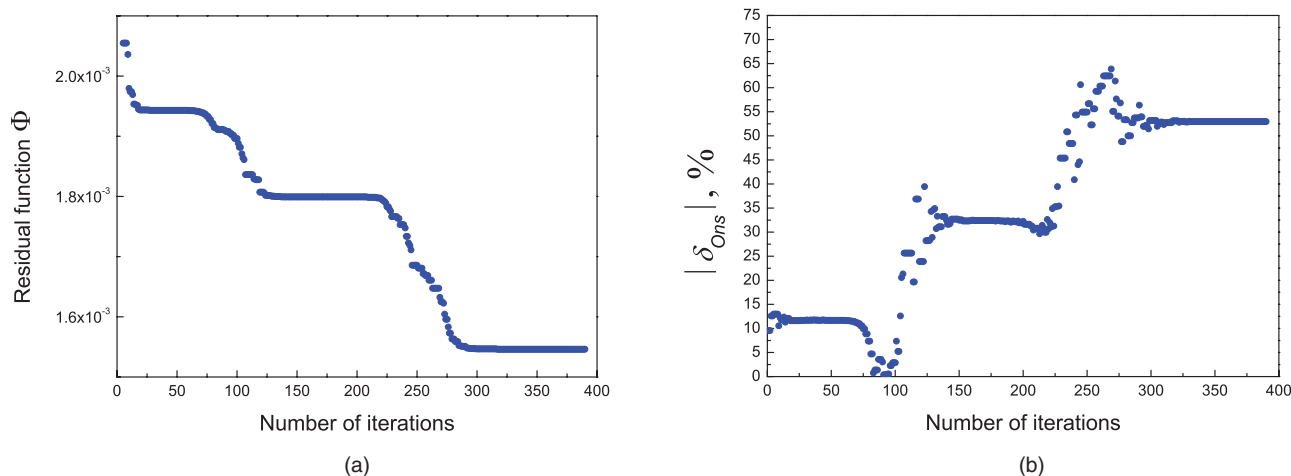 Residual function Φ
2.0x10⁻³
1.8x10⁻³
1.6x10⁻³
0 50 100 150 200 250 300 350 400
Number of iterations
(a)
|δOns|, %
75
70
65
60
55
50
45
40
35
30
25
20
15
10
5
0
0 50 100 150 200 250 300 350 400
Number of iterations
(b)